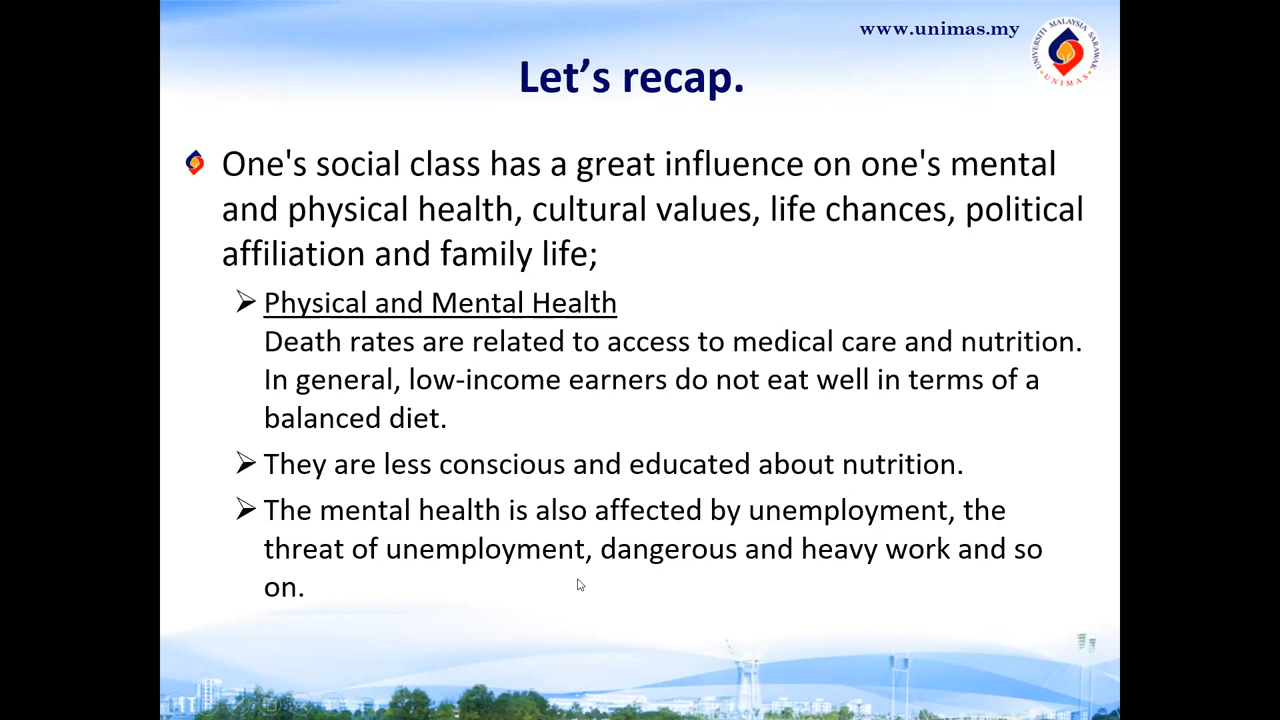 www.unimas.my
UNIVERSITI MALAYSIA SARAWAK
UNIMAS
Let’s recap.
One's social class has a great influence on one's mental
and physical health, cultural values, life chances, political
affiliation and family life;
Physical and Mental Health
Death rates are related to access to medical care and nutrition.
In general, low-income earners do not eat well in terms of a
balanced diet.
They are less conscious and educated about nutrition.
The mental health is also affected by unemployment, the
threat of unemployment, dangerous and heavy work and so
on.